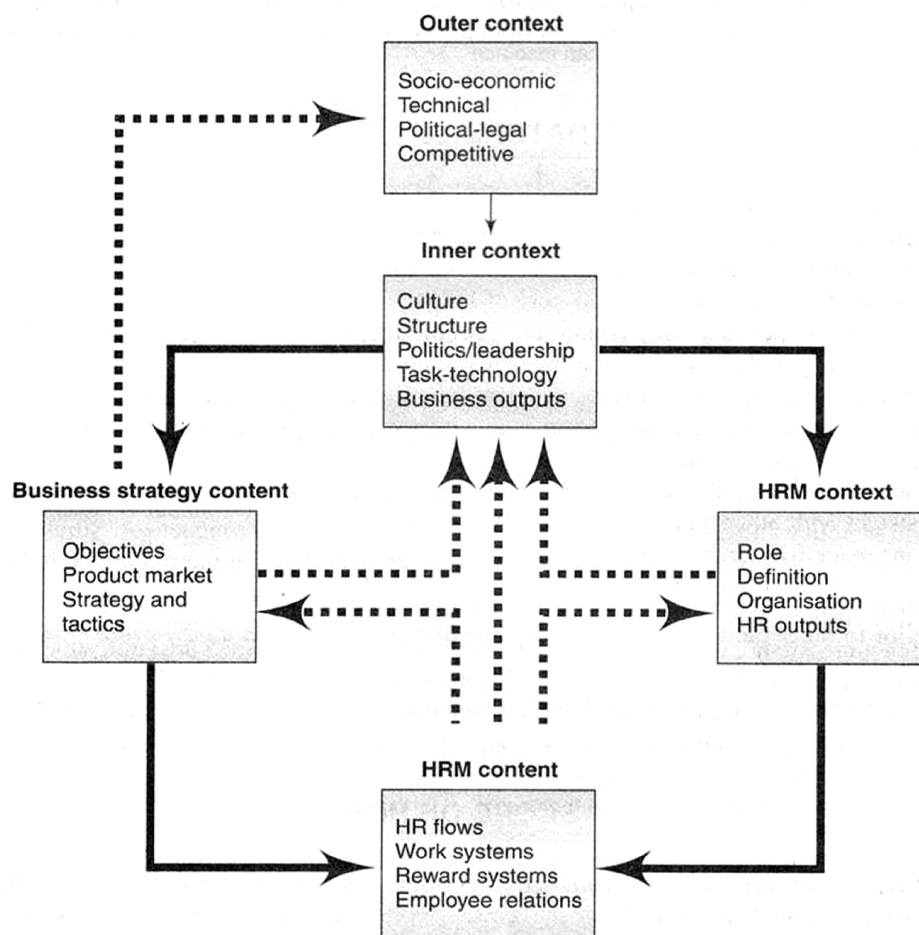 Outer context
Socio-economic
Technical
Political-legal
Competitive
Inner context
Culture
Structure
Politics/leadership
Task-technology
Business outputs
Business strategy content
Objectives
Product market
Strategy and
tactics
HRM context
Role
Definition
Organisation
HR outputs
HRM content
HR flows
Work systems
Reward systems
Employee relations